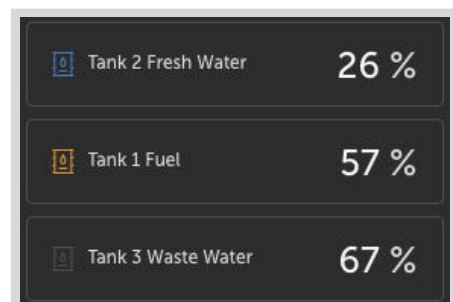 Tank 2 Fresh Water 26 %
Tank 1 Fuel 57 %
Tank 3 Waste Water 67 %